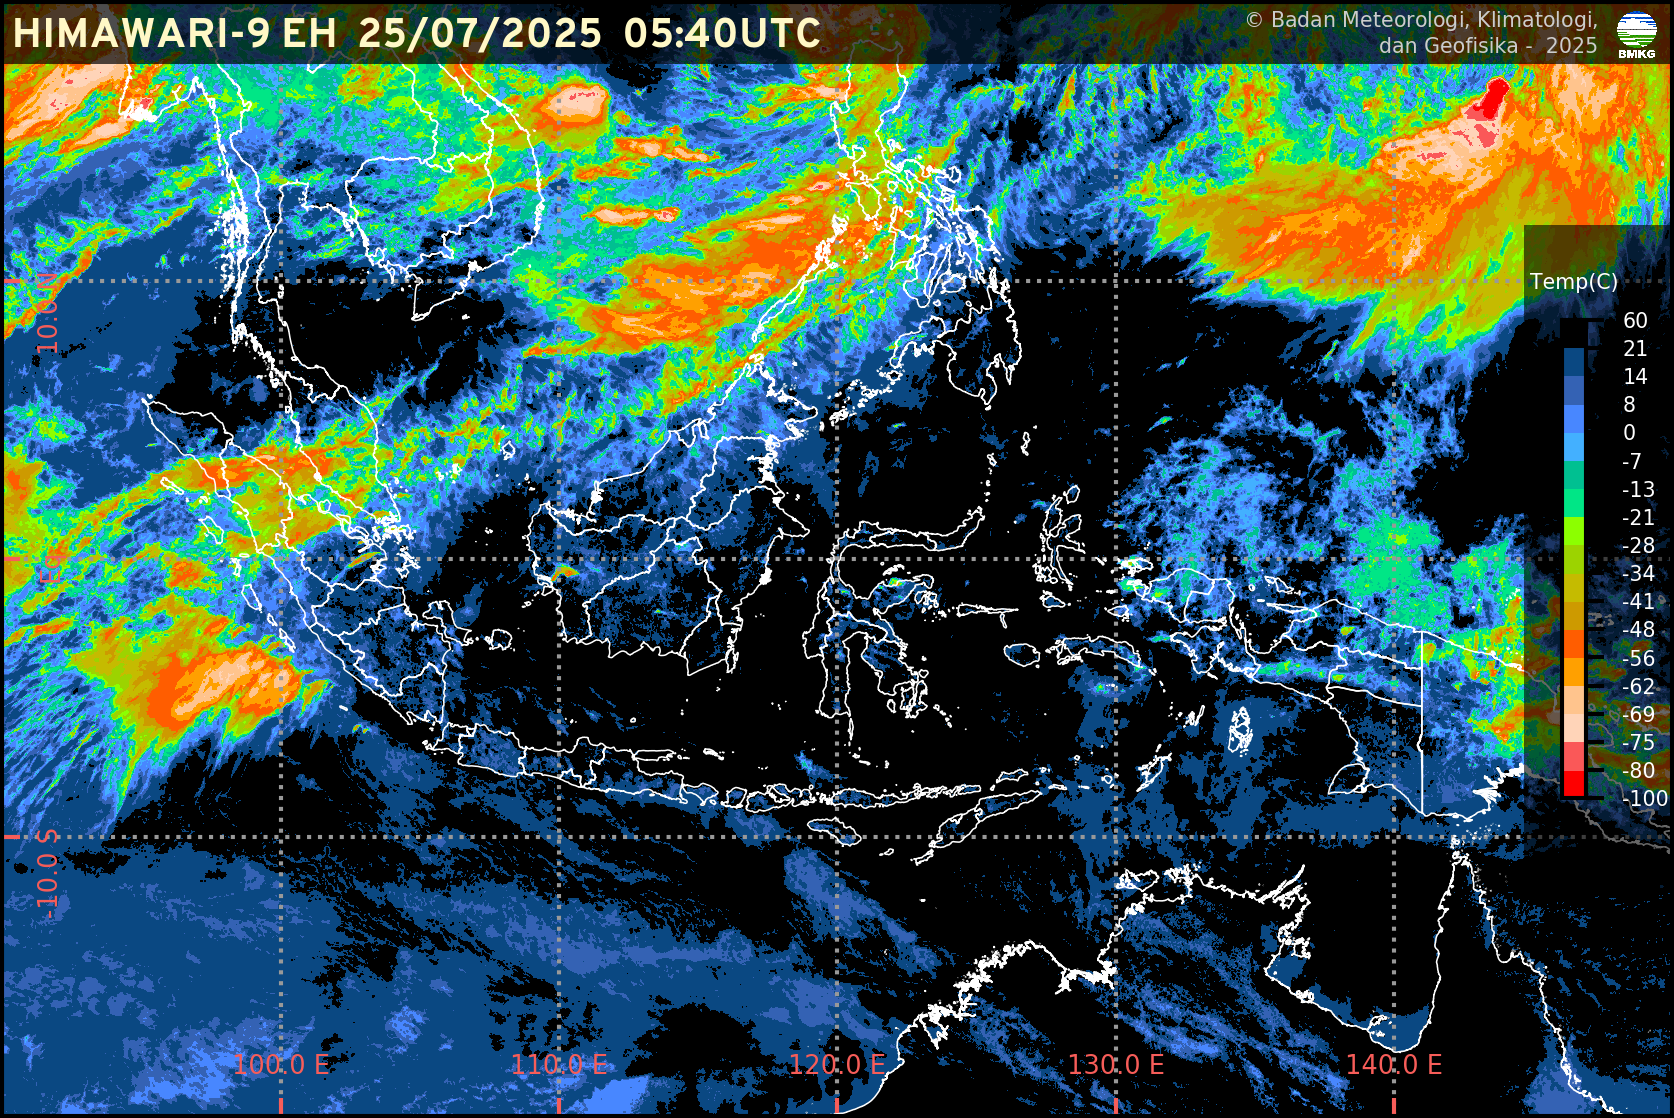 HIMAWARI-9 EH 25/07/2025 05:40UTC
© Badan Meteorologi, Klimatologi,
dan Geofisika - 2025
BMKG
Temp(C)
60
21
14
8
0
-7
-13
-21
-28
-34
-41
-48
-56
-62
-69
-75
-80
-100
10.0 N
-10.0 S
100.0 E
110.0 E
120.0 E
130.0 E
140.0 E